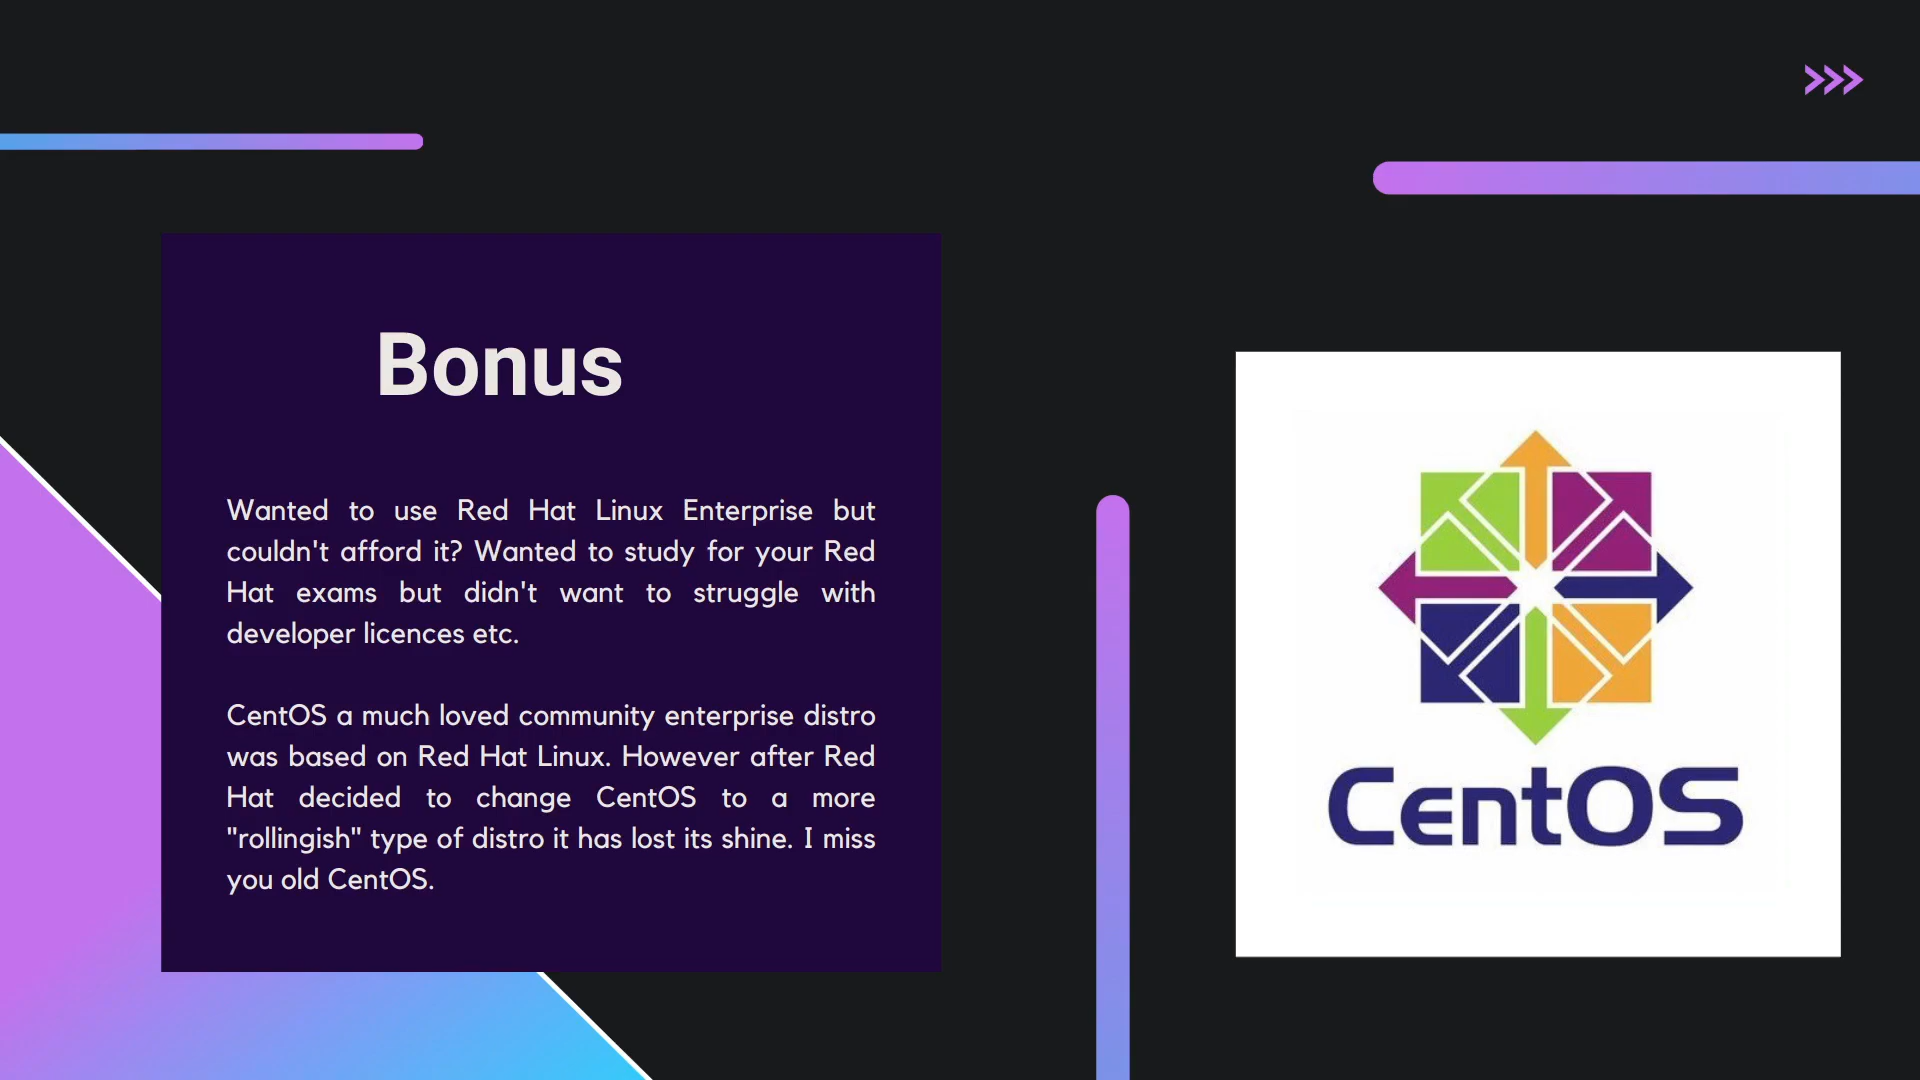 Bonus
Wanted to use Red Hat Linux Enterprise but
couldn't afford it? Wanted to study for your Red
Hat exams but didn't want to struggle with
developer licences etc.
CentOS a much loved community enterprise distro
was based on Red Hat Linux. However after Red
Hat decided to change CentOS to a more
"rollingish" type of distro it has lost its shine. I miss
you old CentOS.
CentOS